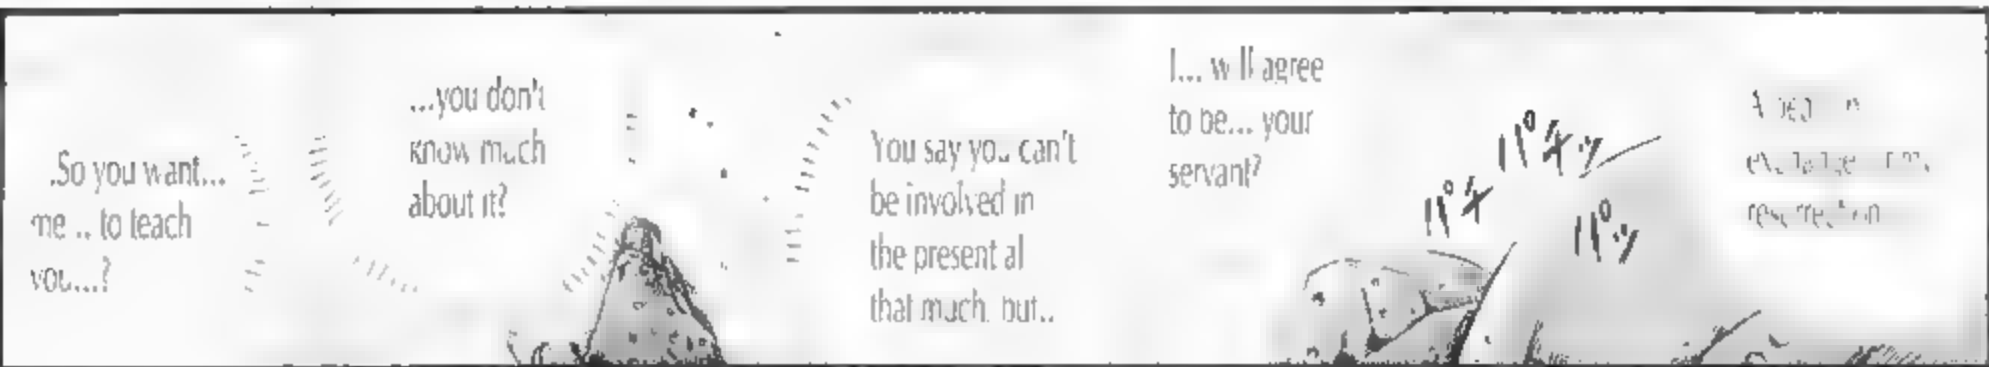 .So you want...
me .. to teach
you...?
...you don't
know much
about it?
You say you can't
be involved in
the present at
that much. but..
I... will agree
to be... your
servant?
パキッ
パキ
パッ